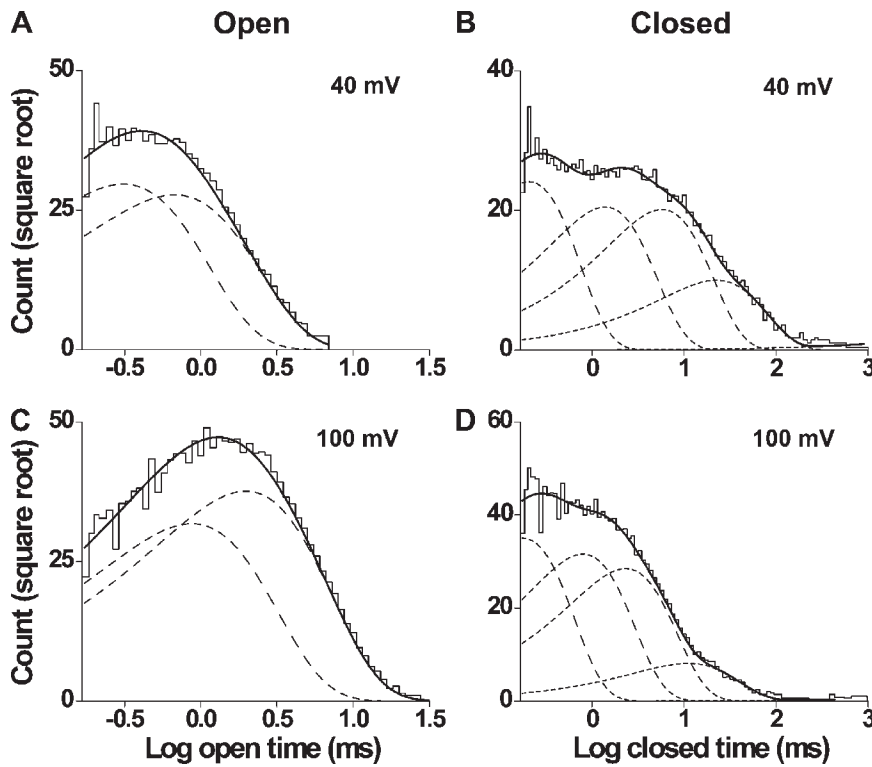 A Open
B Closed
Count (square root)
50
25
0
40 mV
-0.5 0.0 0.5 1.0 1.5
40
20
0
40 mV
0 1 2 3
C
Count (square root)
50
25
0
100 mV
-0.5 0.0 0.5 1.0 1.5
Log open time (ms)
D
60
40
20
0
100 mV
0 1 2 3
Log closed time (ms)